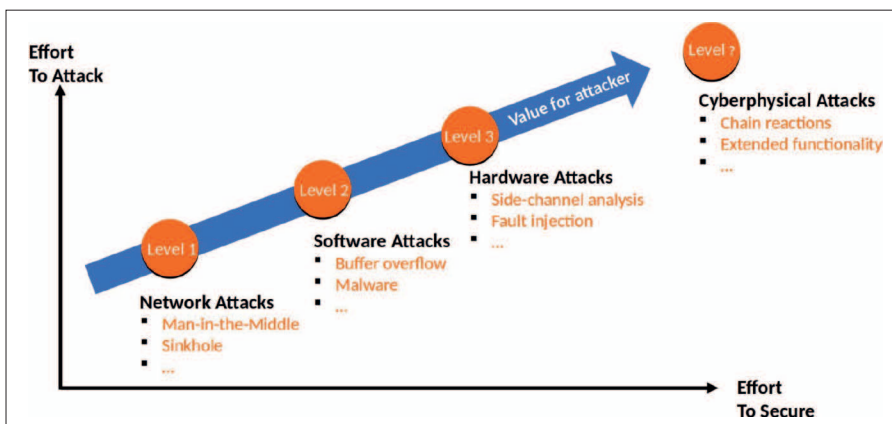 Effort
To Attack
Level ?
Value for attacker
Cyberphysical Attacks
▪ Chain reactions
▪ Extended functionality
▪ ...
Level 3
Hardware Attacks
▪ Side-channel analysis
▪ Fault injection
▪ ...
Level 2
Software Attacks
▪ Buffer overflow
▪ Malware
▪ ...
Level 1
Network Attacks
▪ Man-in-the-Middle
▪ Sinkhole
▪ ...
Effort
To Secure